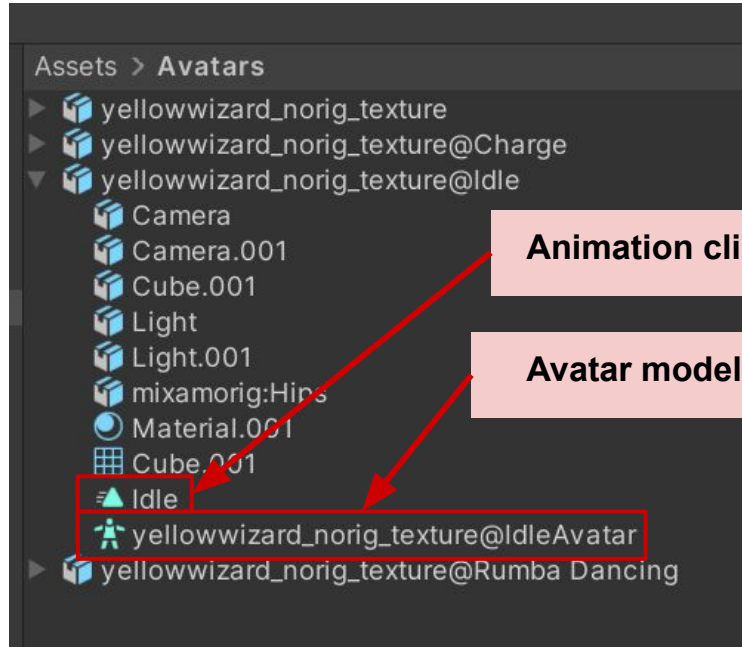 Assets > Avatars
yellowwizard_norig_texture
yellowwizard_norig_texture@Charge
yellowwizard_norig_texture@Idle
Camera
Camera.001
Cube.001
Animation cli
Light
Light.001
mixamorig:Hips
Avatar model
Material.001
Cube.001
Idle
yellowwizard_norig_texture@IdleAvatar
yellowwizard_norig_texture@Rumba Dancing